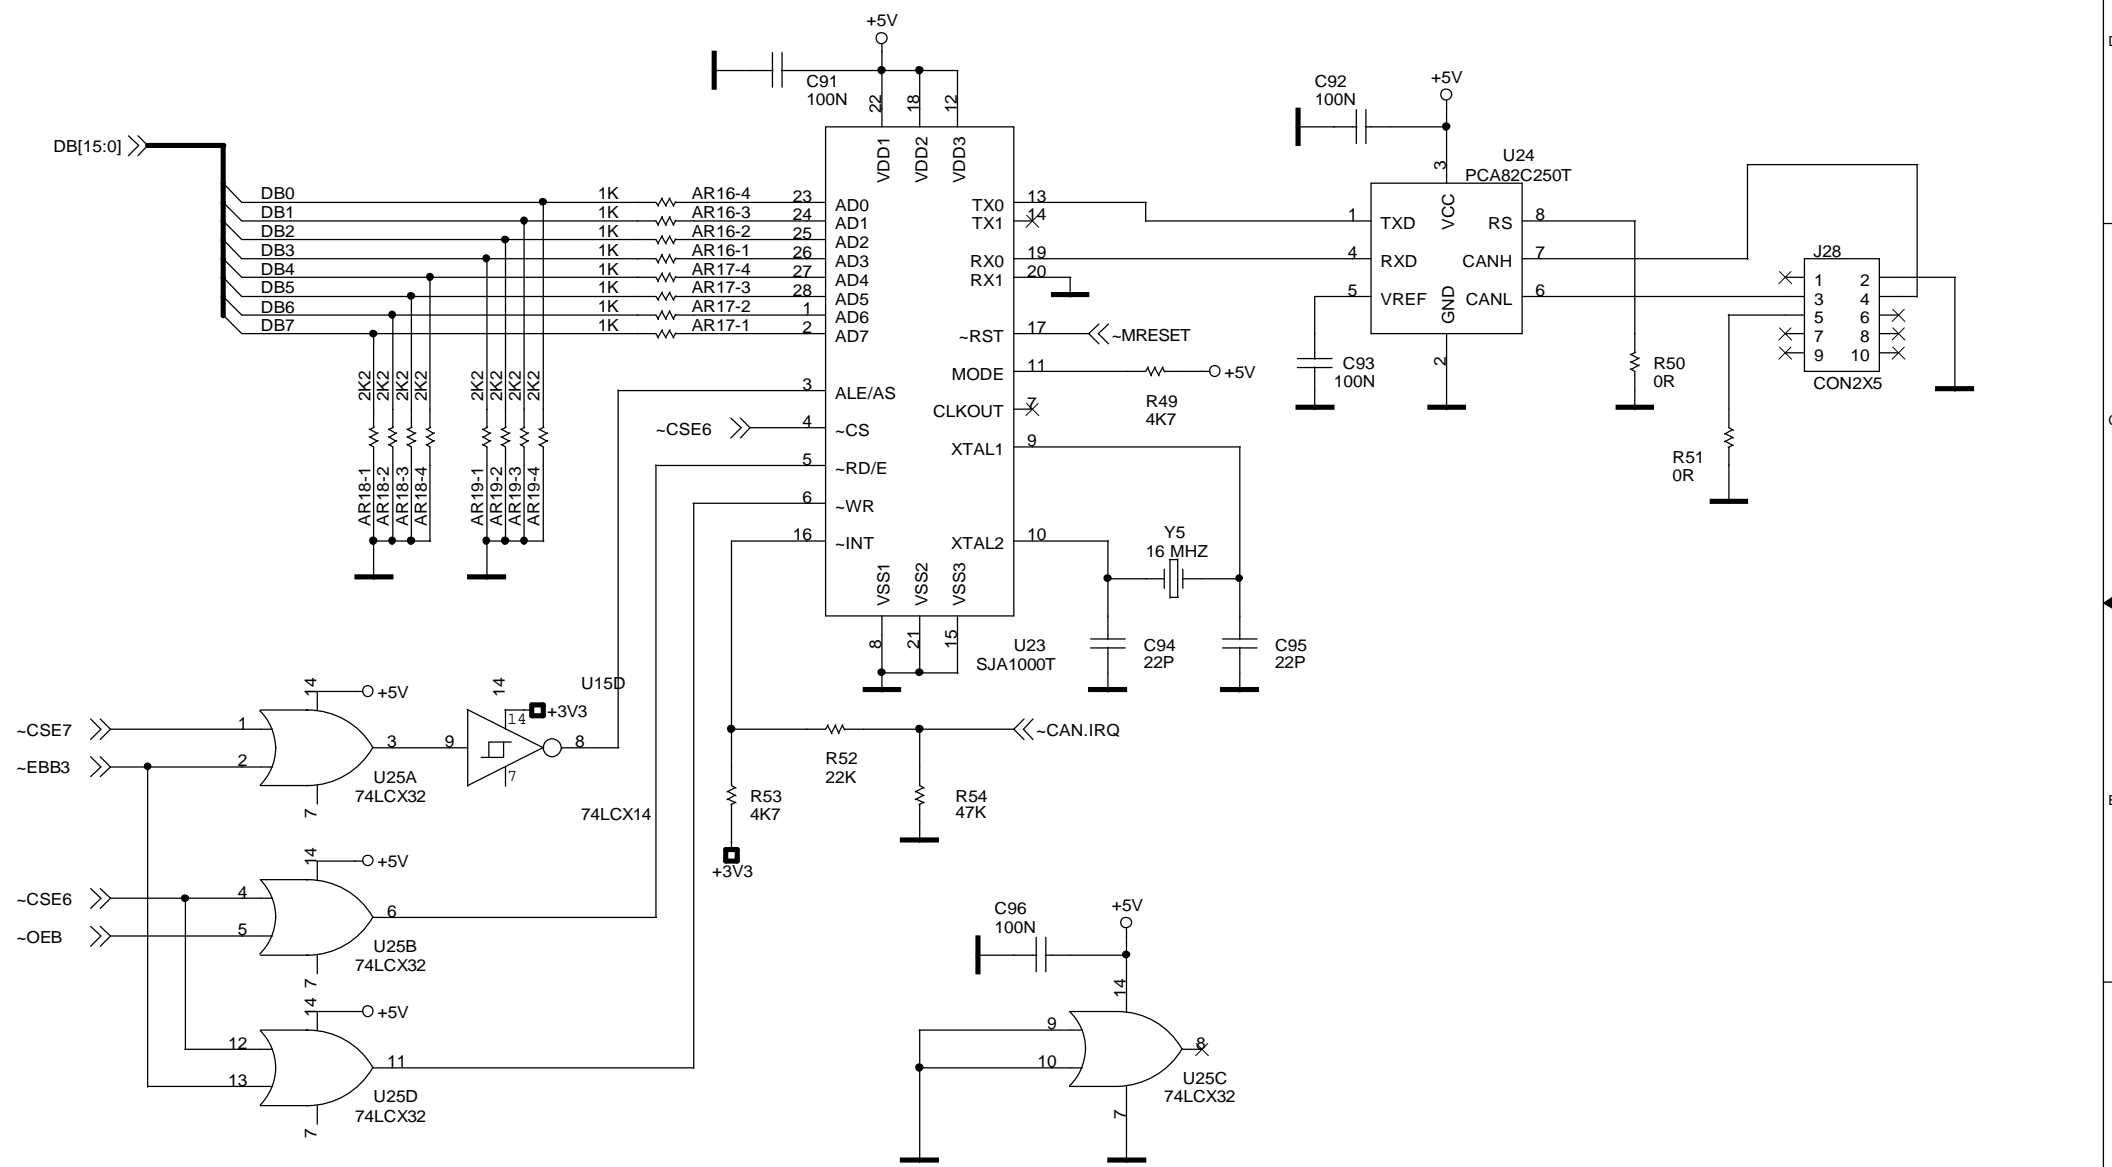 +5V
C91
100N
22
18
12
VDD1
VDD2
VDD3
C92
100N
+5V
3
U24
PCA82C250T
DB[15:0]
DB0 1K AR16-4 23 AD0
DB1 1K AR16-3 24 AD1
DB2 1K AR16-2 25 AD2
DB3 1K AR16-1 26 AD3
DB4 1K AR17-4 27 AD4
DB5 1K AR17-3 28 AD5
DB6 1K AR17-2 1 AD6
DB7 1K AR17-1 2 AD7
TX0 13
TX1 14
RX0 19
RX1 20
~RST 17 ~MRESET
MODE 11 +5V
R49
4K7
CLKOUT 7
XTAL1 9
XTAL2 10
1 TXD
4 RXD
5 VREF
VCC
GND
2
RS 8
CANH 7
CANL 6
C93
100N
R50
0R
R51
0R
J28
1 2
3 4
5 6
7 8
9 10
CON2X5
2K2
2K2
2K2
2K2
2K2
2K2
2K2
2K2
AR18-1
AR18-2
AR18-3
AR18-4
AR19-1
AR19-2
AR19-3
AR19-4
3 ALE/AS
~CSE6 4 ~CS
5 ~RD/E
6 ~WR
16 ~INT
VSS1
VSS2
VSS3
8
21
15
U23
SJA1000T
Y5
16 MHZ
C94
22P
C95
22P
14
+5V
~CSE7 1
~EBB3 2
3
U25A
74LCX32
7
14
U15D
14
+3V3
9
8
7
74LCX14
R52
22K
~CAN.IRQ
R53
4K7
+3V3
R54
47K
14
+5V
~CSE6 4
~OEB 5
6
U25B
74LCX32
7
14
+5V
12
13
11
U25D
74LCX32
7
C96
100N
+5V
14
9
10
8
U25C
74LCX32
7